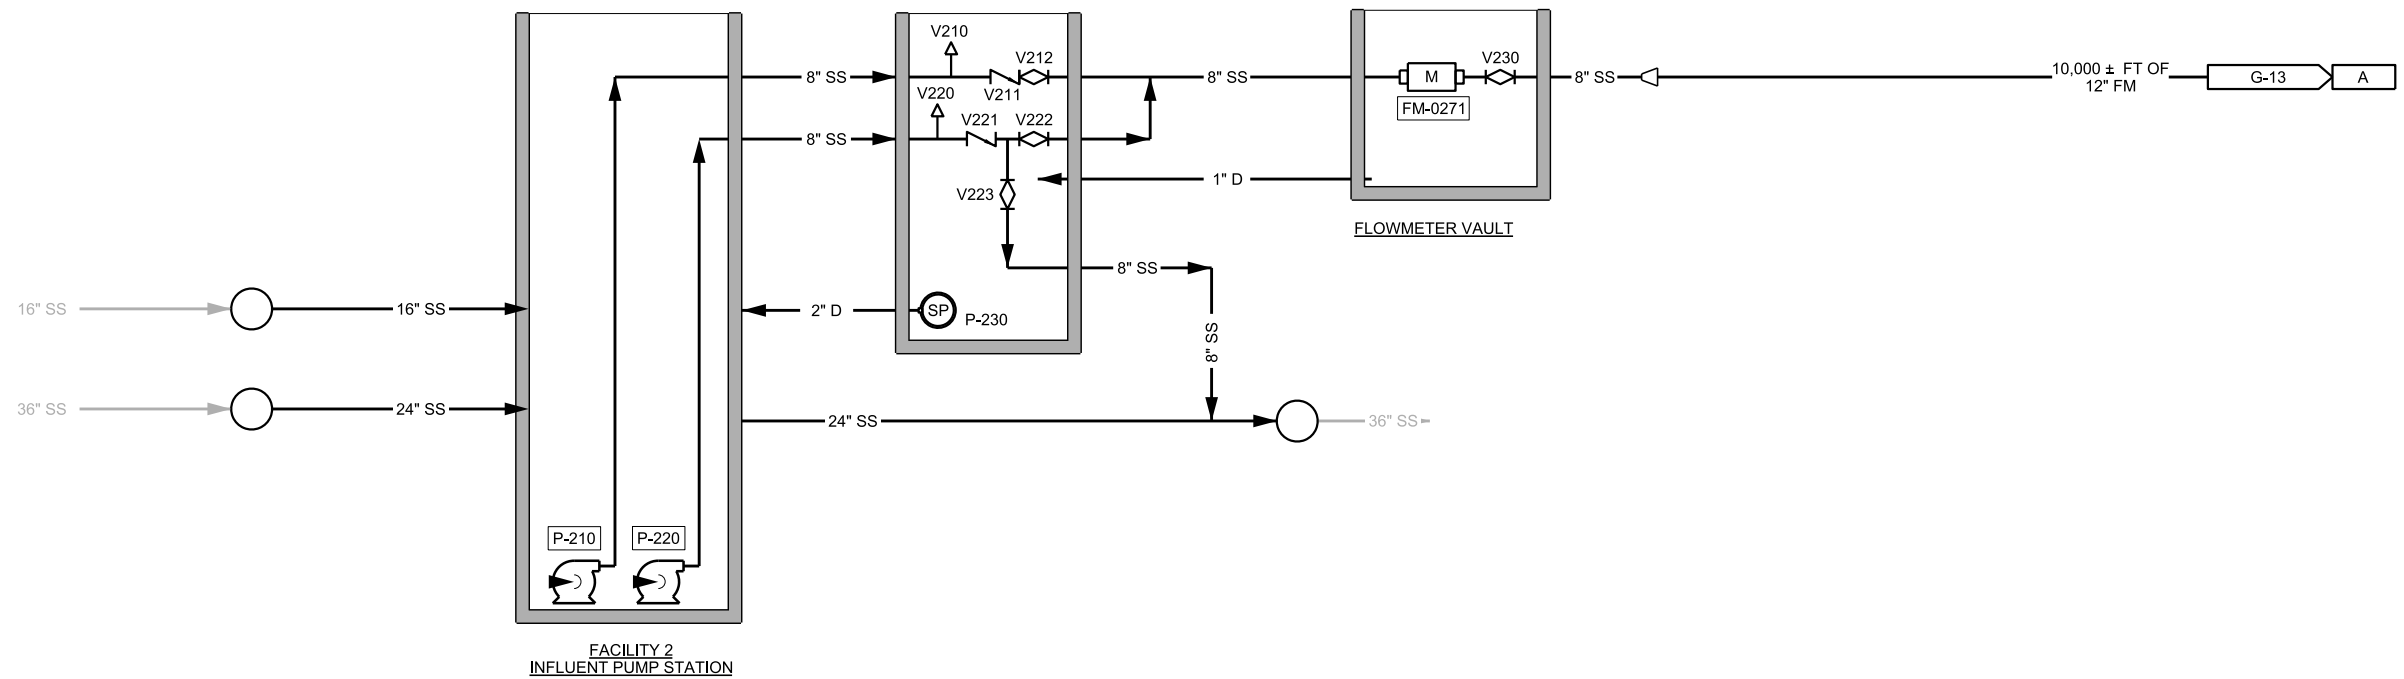 V210
V212
8" SS
8" SS
V211
M
V230
8" SS
10,000 ± FT OF
12" FM
G-13
A
FM-0271
V220
V221
V222
8" SS
1" D
V223
FLOWMETER VAULT
8" SS
16" SS
16" SS
2" D
SP
P-230
8" SS
36" SS
24" SS
24" SS
36" SS
P-210
P-220
FACILITY 2
INFLUENT PUMP STATION